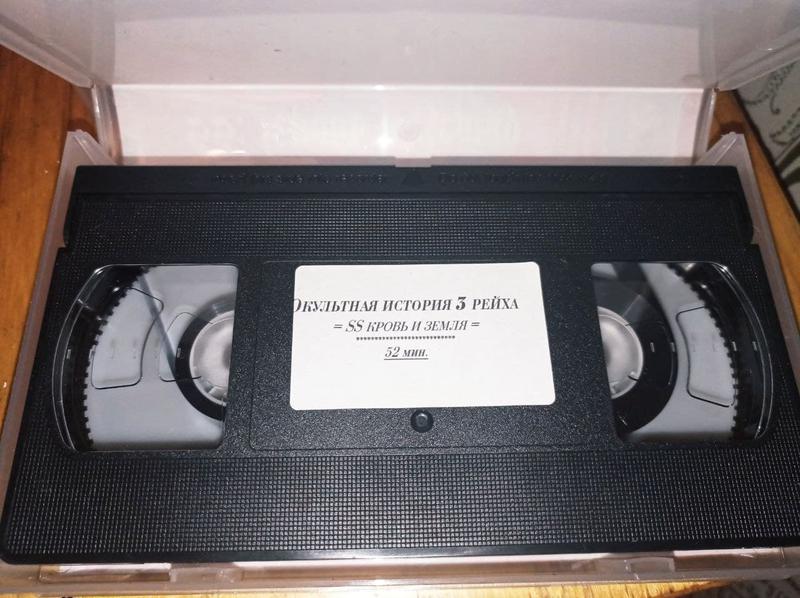 ОКУЛЬТНАЯ ИСТОРИЯ 3 РЕЙХА
= SS КРОВЬ И ЗЕМЛЯ =
****************************
52 мин.